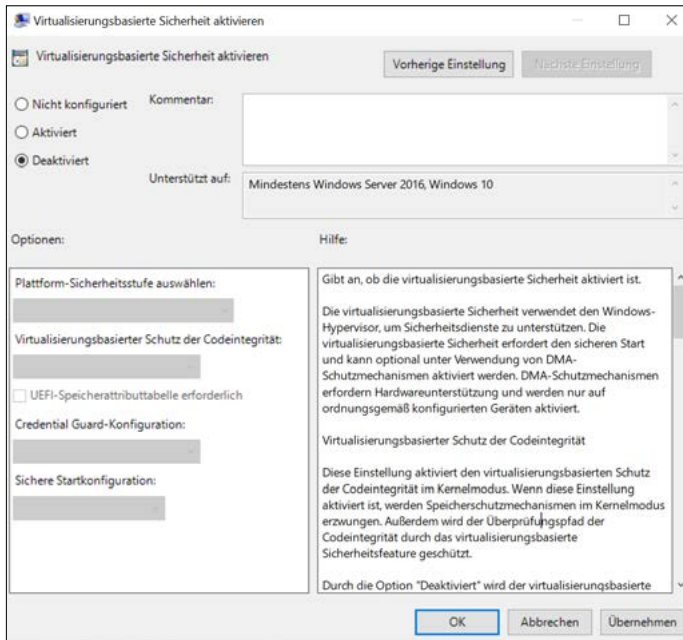 Virtualisierungsbasierte Sicherheit aktivieren
Virtualisierungsbasierte Sicherheit aktivieren
Vorherige Einstellung
Nächste Einstellung
Nicht konfiguriert
Kommentar:
Aktiviert
Deaktiviert
Unterstützt auf:
Mindestens Windows Server 2016, Windows 10
Optionen:
Hilfe:
Plattform-Sicherheitsstufe auswählen:
Virtualisierungsbasierter Schutz der Codeintegrität:
UEFI-Speicherattributtabelle erforderlich
Credential Guard-Konfiguration:
Sichere Startkonfiguration:
Gibt an, ob die virtualisierungsbasierte Sicherheit aktiviert ist.
Die virtualisierungsbasierte Sicherheit verwendet den Windows-
Hypervisor, um Sicherheitsdienste zu unterstützen. Die
virtualisierungsbasierte Sicherheit erfordert den sicheren Start
und kann optional unter Verwendung von DMA-
Schutzmechanismen aktiviert werden. DMA-Schutzmechanismen
erfordern Hardwareunterstützung und werden nur auf
ordnungsgemäß konfigurierten Geräten aktiviert.
Virtualisierungsbasierter Schutz der Codeintegrität
Diese Einstellung aktiviert den virtualisierungsbasierten Schutz
der Codeintegrität im Kernelmodus. Wenn diese Einstellung
aktiviert ist, werden Speicherschutzmechanismen im Kernelmodus
erzwungen. Außerdem wird der Überprüfungspfad der
Codeintegrität durch das virtualisierungsbasierte
Sicherheitsfeature geschützt.
Durch die Option "Deaktiviert" wird der virtualisierungsbasierte
OK
Abbrechen
Übernehmen